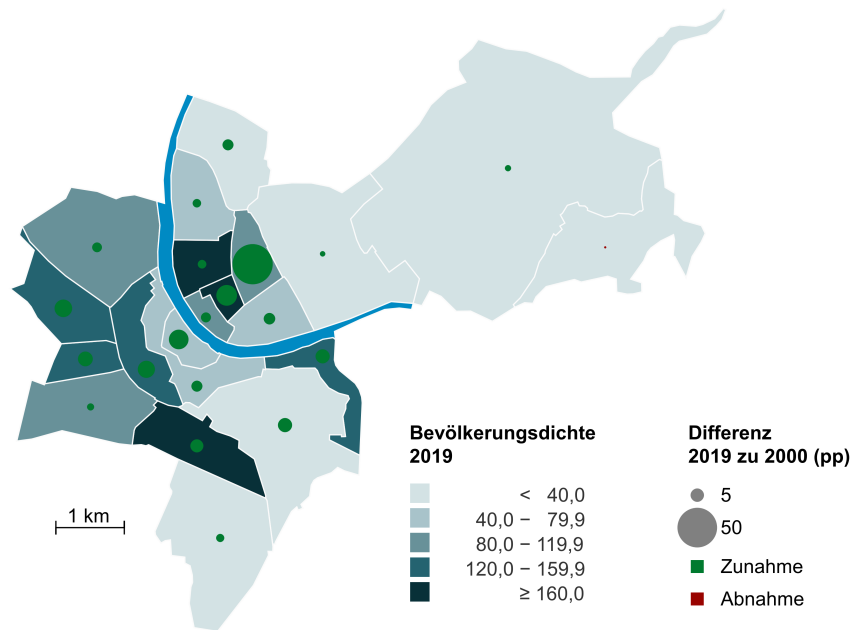 1 km
Bevölkerungsdichte
2019
< 40,0
40,0 – 79,9
80,0 – 119,9
120,0 – 159,9
≥ 160,0
Differenz
2019 zu 2000 (pp)
5
50
Zunahme
Abnahme